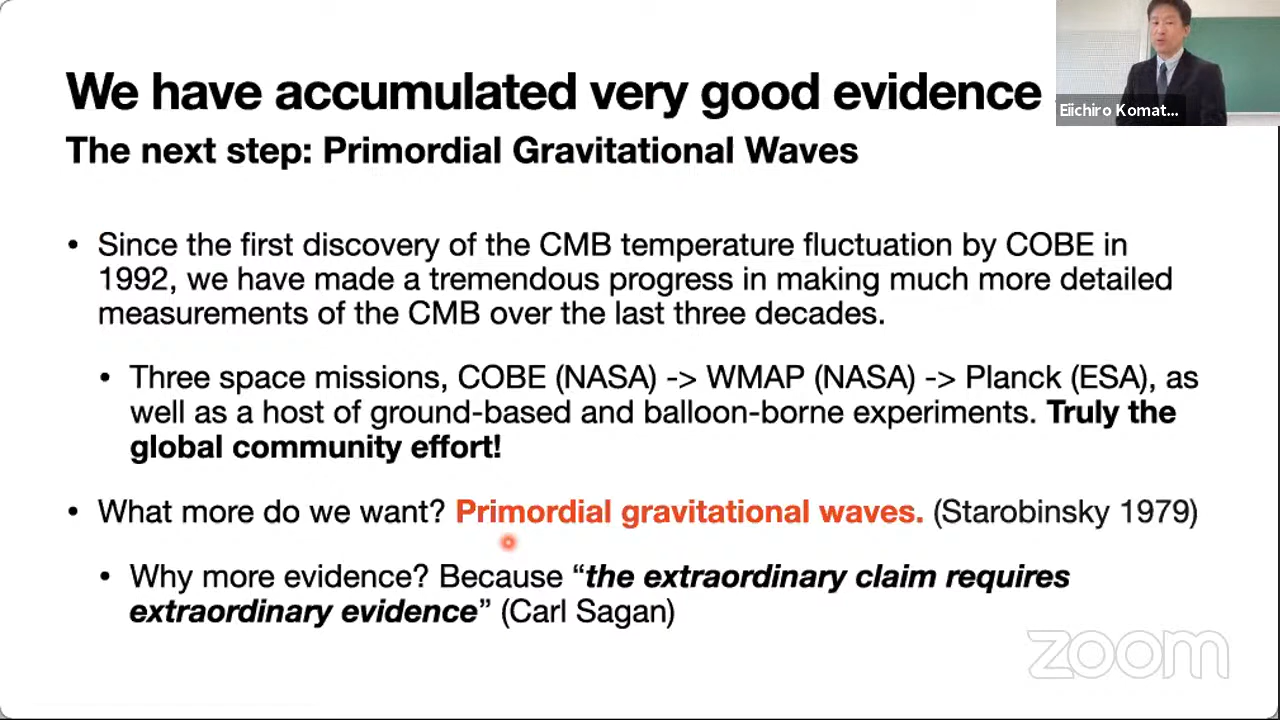 We have accumulated very good evidence
The next step: Primordial Gravitational Waves
Eiichiro Komat...
• Since the first discovery of the CMB temperature fluctuation by COBE in
1992, we have made a tremendous progress in making much more detailed
measurements of the CMB over the last three decades.
• Three space missions, COBE (NASA) -> WMAP (NASA) -> Planck (ESA), as
well as a host of ground-based and balloon-borne experiments. Truly the
global community effort!
• What more do we want? Primordial gravitational waves. (Starobinsky 1979)
• Why more evidence? Because “the extraordinary claim requires
extraordinary evidence” (Carl Sagan)
zoom